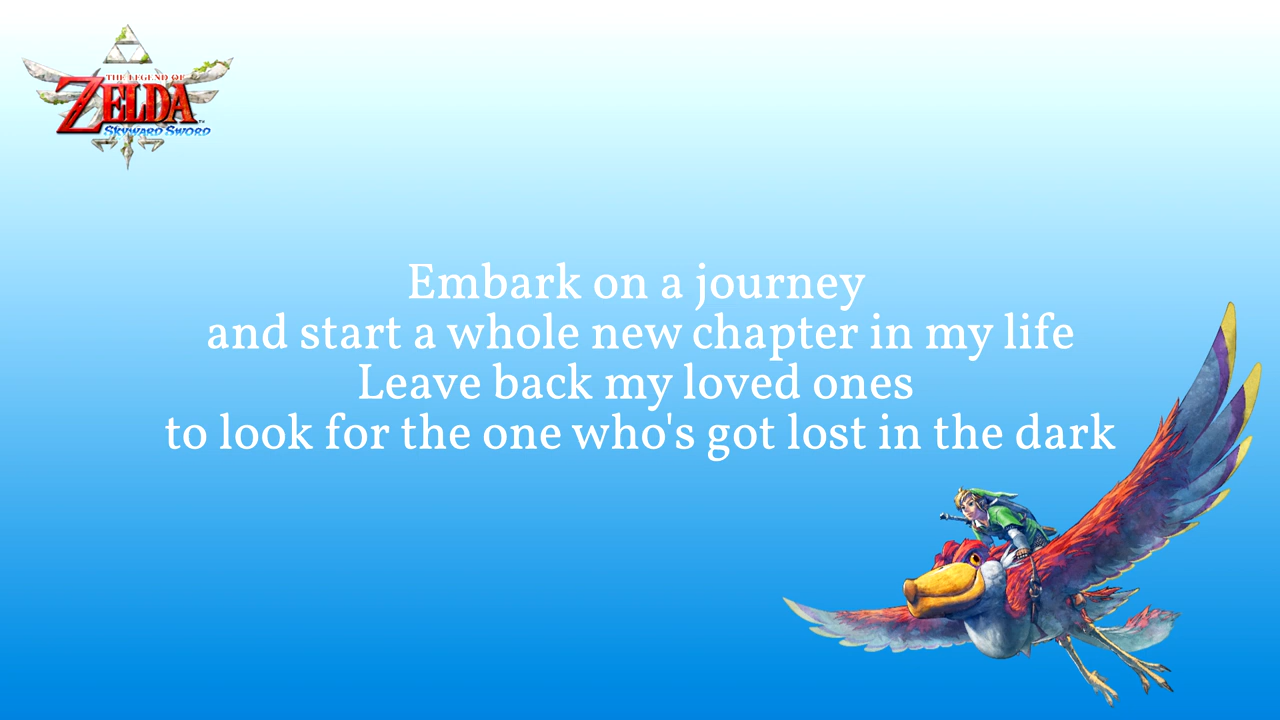 THE LEGEND OF
ZELDA
TM
SKYWARD SWORD
Embark on a journey
and start a whole new chapter in my life
Leave back my loved ones
to look for the one who's got lost in the dark